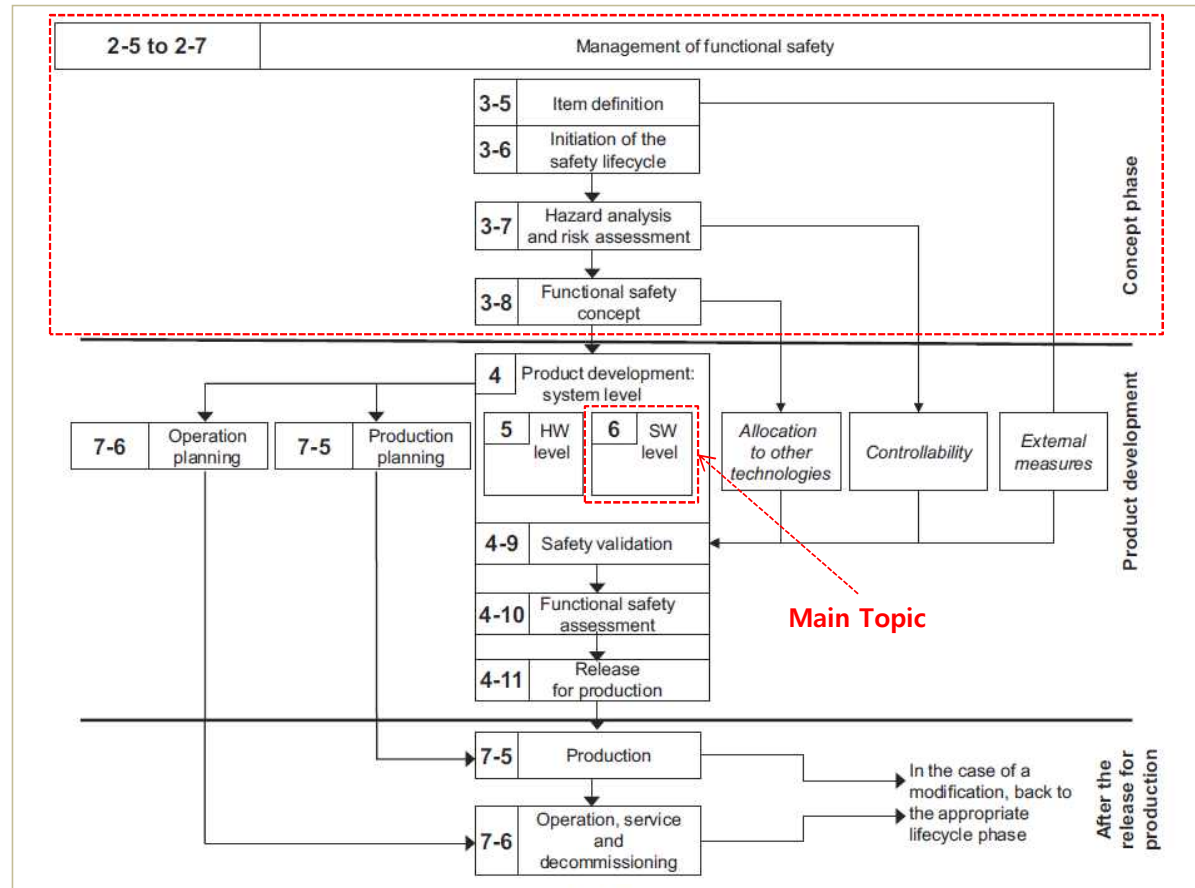 2-5 to 2-7
Management of functional safety
3-5
Item definition
3-6
Initiation of the
safety lifecycle
3-7
Hazard analysis
and risk assessment
3-8
Functional safety
concept
Concept phase
4
Product development:
system level
5
HW
level
6
SW
level
7-6
Operation
planning
7-5
Production
planning
Allocation
to other
technologies
Controllability
External
measures
Product development
4-9
Safety validation
4-10
Functional safety
assessment
4-11
Release
for production
Main Topic
7-5
Production
7-6
Operation, service
and
decommissioning
In the case of a
modification, back to
the appropriate
lifecycle phase
After the
release for
production